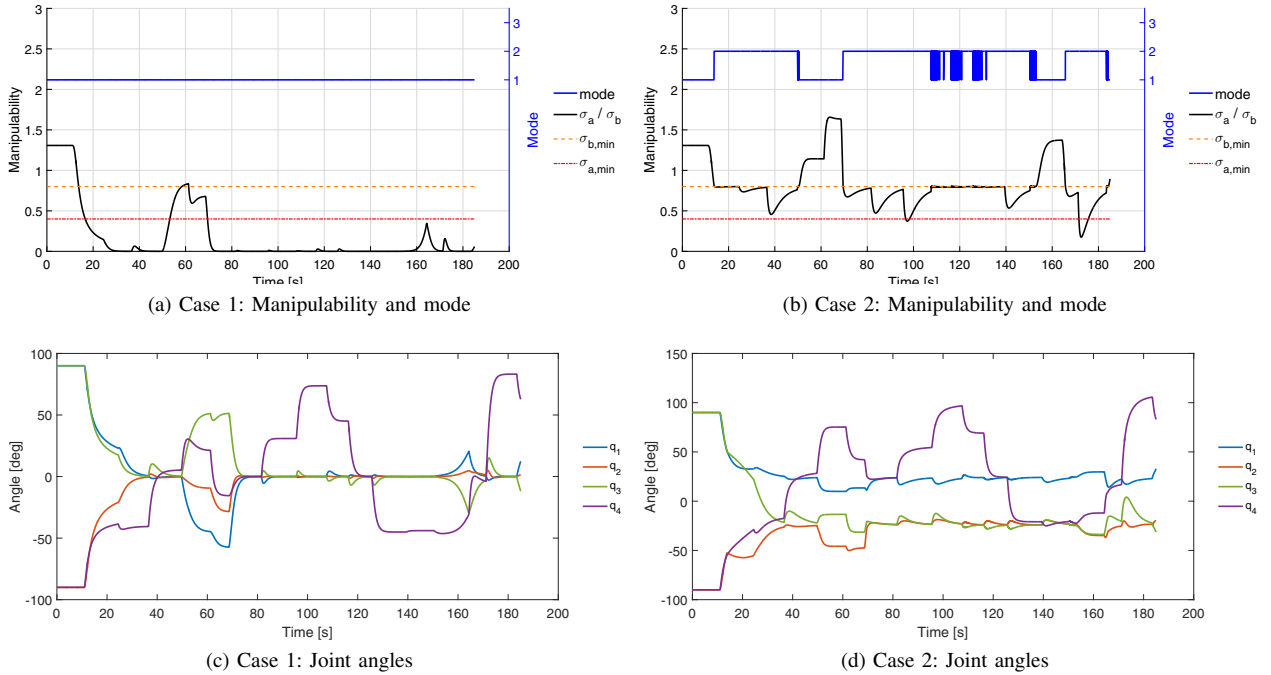 3
2.5
2
1.5
1
0.5
0
Manipulability
0 20 40 60 80 100 120 140 160 180 200
Time [s]
3
2
1
Mode
mode
σa / σb
σb,min
σa,min
(a) Case 1: Manipulability and mode
3
2.5
2
1.5
1
0.5
0
Manipulability
0 20 40 60 80 100 120 140 160 180 200
Time [s]
3
2
1
Mode
mode
σa / σb
σb,min
σa,min
(b) Case 2: Manipulability and mode
100
50
0
-50
-100
Angle [deg]
0 20 40 60 80 100 120 140 160 180 200
Time [s]
q1
q2
q3
q4
(c) Case 1: Joint angles
150
100
50
0
-50
-100
Angle [deg]
0 20 40 60 80 100 120 140 160 180 200
Time [s]
q1
q2
q3
q4
(d) Case 2: Joint angles